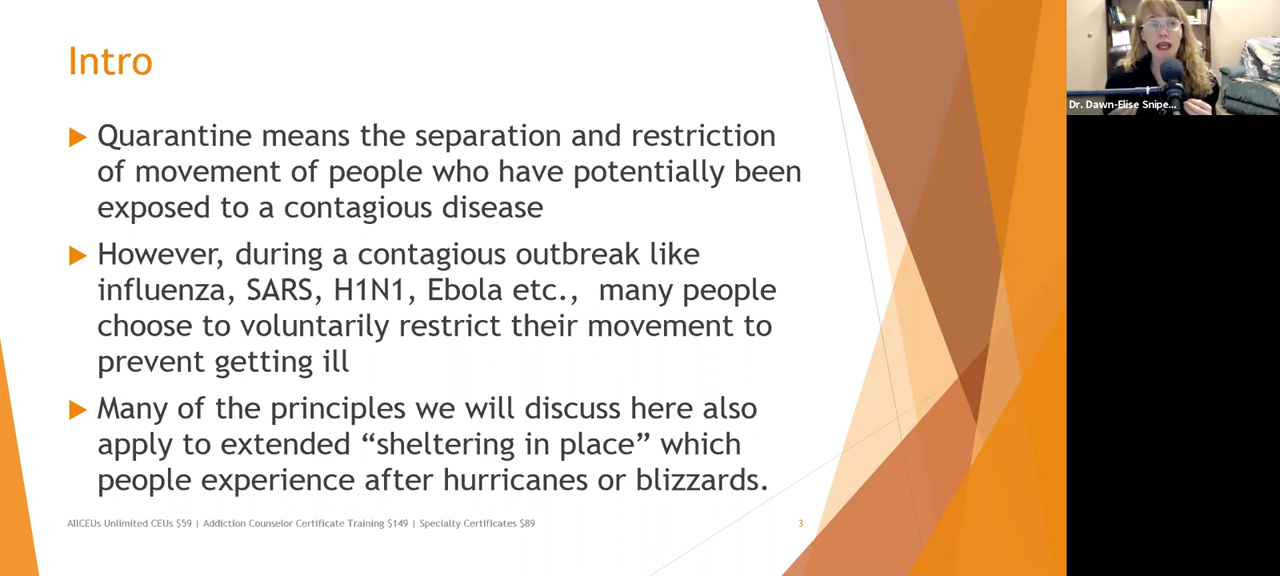 Intro
Quarantine means the separation and restriction
of movement of people who have potentially been
exposed to a contagious disease
However, during a contagious outbreak like
influenza, SARS, H1N1, Ebola etc.,  many people
choose to voluntarily restrict their movement to
prevent getting ill
Many of the principles we will discuss here also
apply to extended “sheltering in place” which
people experience after hurricanes or blizzards.
AllCEUs Unlimited CEUs $59 | Addiction Counselor Certificate Training $149 | Specialty Certificates $89
3
Dr. Dawn-Elise Snipe...